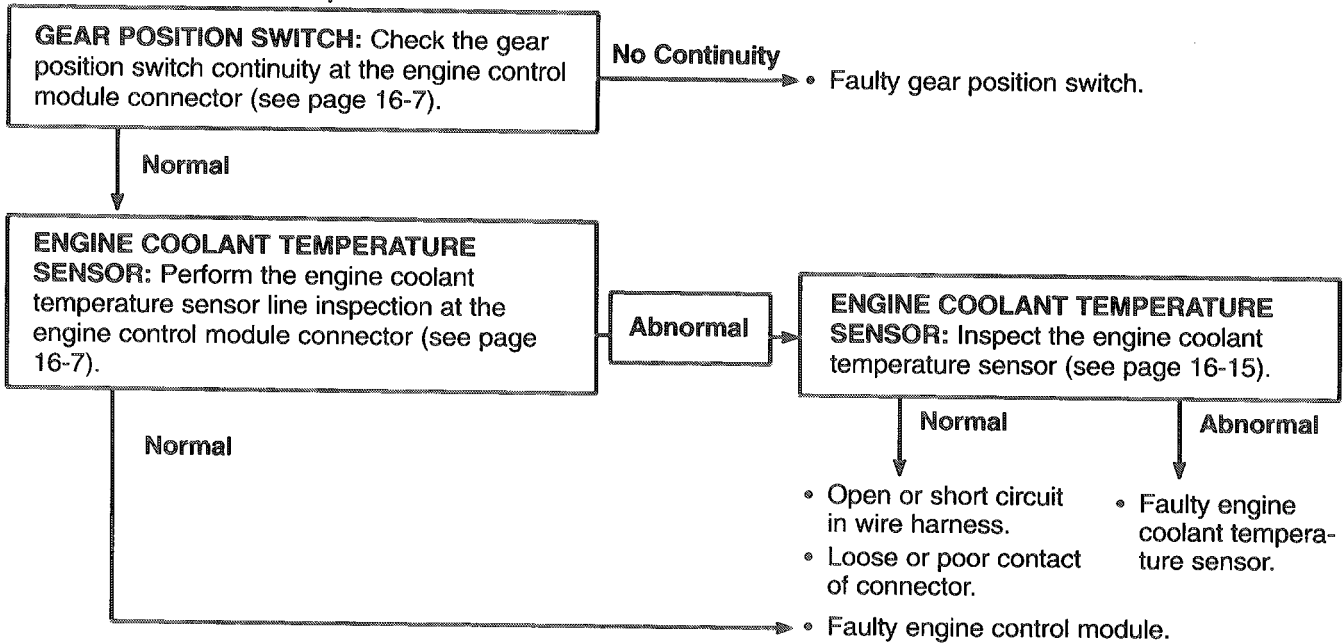 GEAR POSITION SWITCH: Check the gear
position switch continuity at the engine control
module connector (see page 16-7).
No Continuity
• Faulty gear position switch.
Normal
ENGINE COOLANT TEMPERATURE
SENSOR: Perform the engine coolant
temperature sensor line inspection at the
engine control module connector (see page
16-7).
Abnormal
ENGINE COOLANT TEMPERATURE
SENSOR: Inspect the engine coolant
temperature sensor (see page 16-15).
Normal
Normal
Abnormal
• Open or short circuit
in wire harness.
• Loose or poor contact
of connector.
• Faulty engine
coolant tempera-
ture sensor.
• Faulty engine control module.